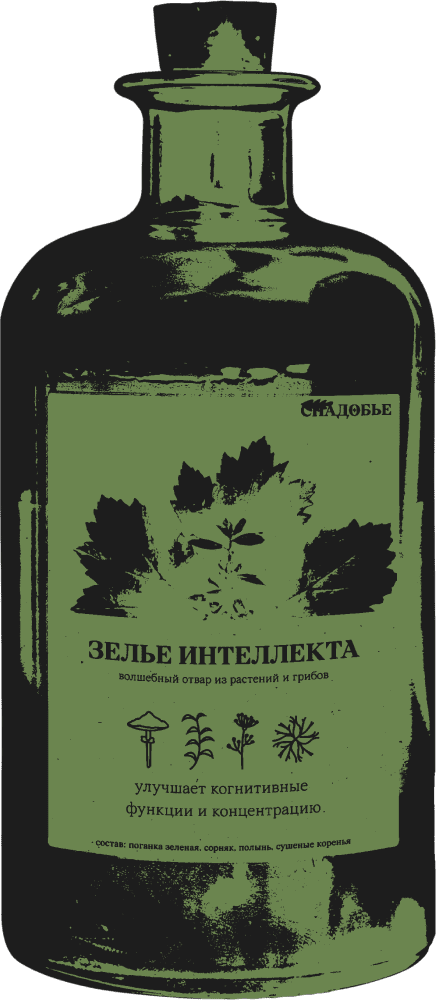 СНАДОБЬЕ
ЗЕЛЬЕ ИНТЕЛЛЕКТА
волшебный отвар из растений и грибов
улучшает когнитивные
функции и концентрацию.
состав: поганка зеленая, сорняк, полынь, сушеные коренья